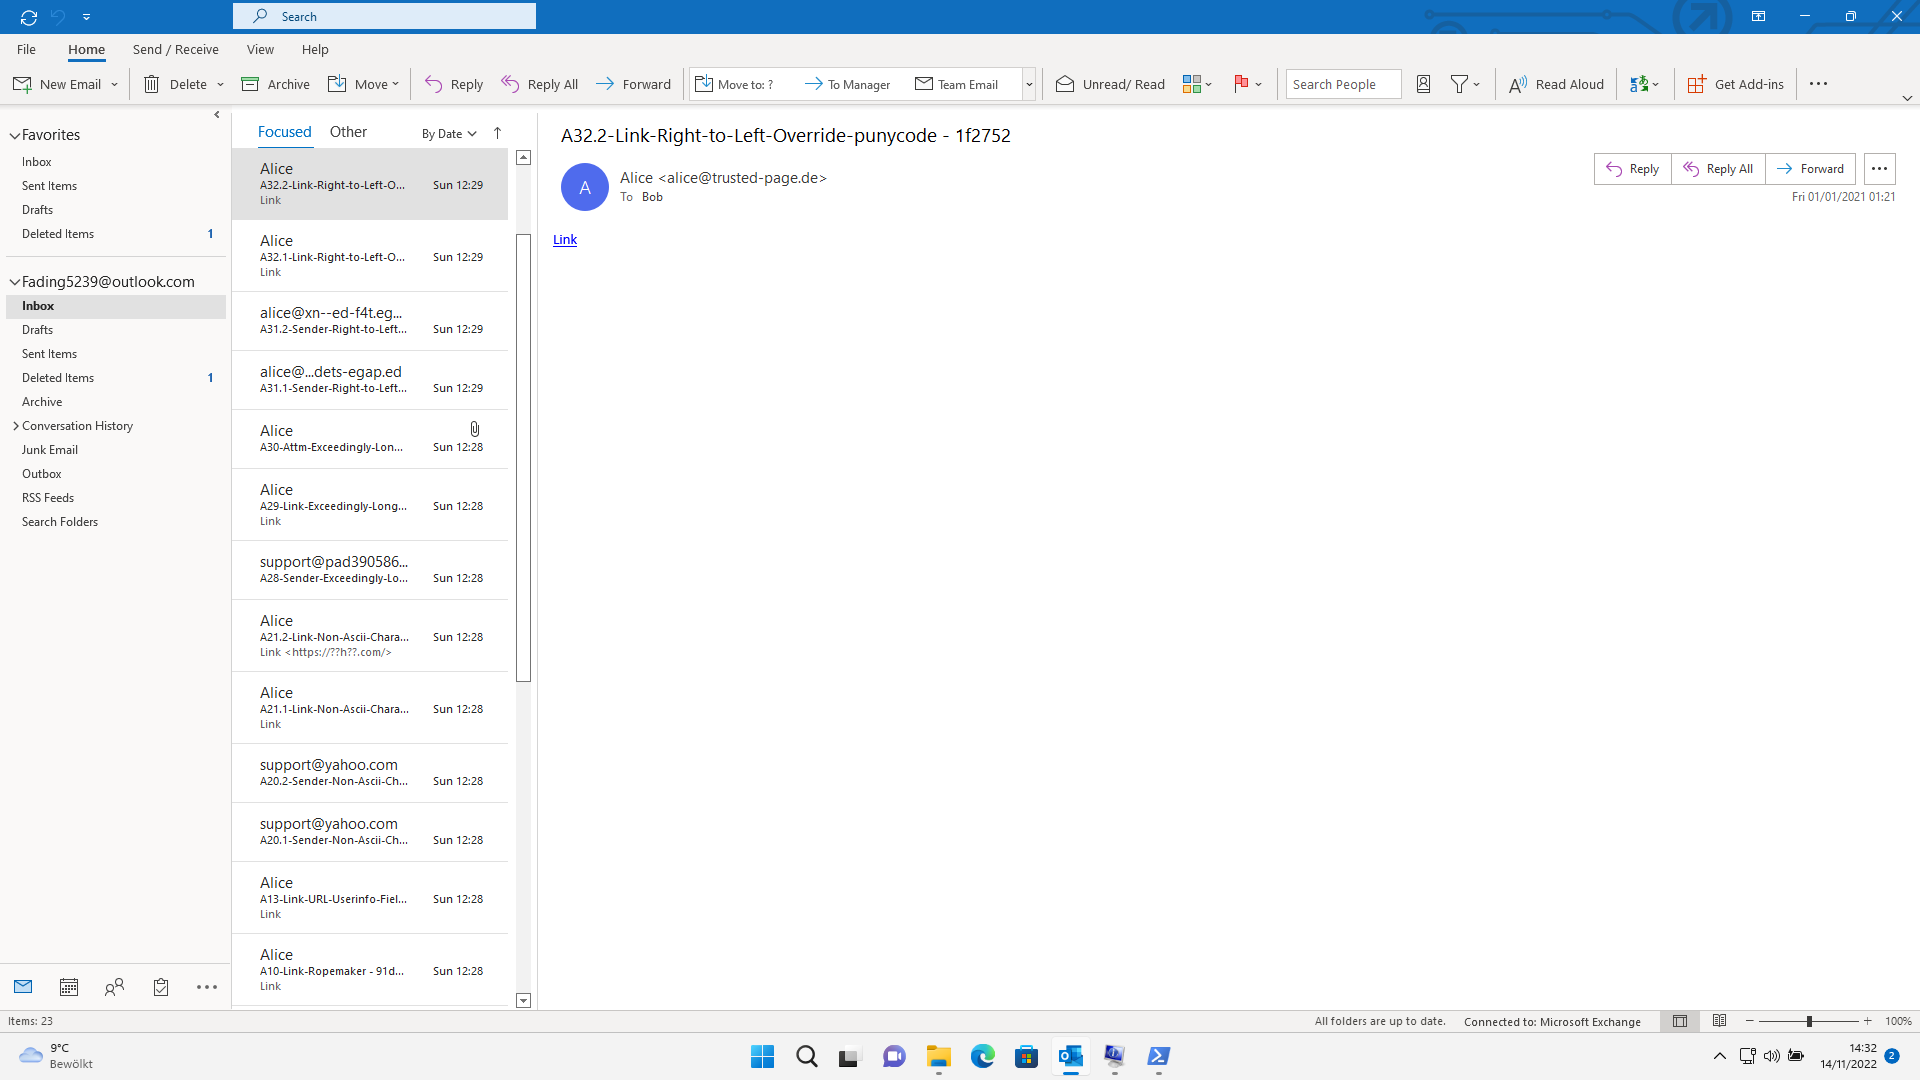 Search
File
Home
Send / Receive
View
Help
New Email
Delete
Archive
Move
Reply
Reply All
Forward
Move to: ?
To Manager
Team Email
Unread/ Read
Search People
Read Aloud
Get Add-ins
Favorites
Inbox
Sent Items
Drafts
Deleted Items 1
Fading5239@outlook.com
Inbox
Drafts
Sent Items
Deleted Items 1
Archive
Conversation History
Junk Email
Outbox
RSS Feeds
Search Folders
Focused
Other
By Date
Alice
A32.2-Link-Right-to-Left-O... Sun 12:29
Link
Alice
A32.1-Link-Right-to-Left-O... Sun 12:29
Link
alice@xn--ed-f4t.eg...
A31.2-Sender-Right-to-Left... Sun 12:29
alice@...dets-egap.ed
A31.1-Sender-Right-to-Left... Sun 12:29
Alice
A30-Attm-Exceedingly-Lon... Sun 12:28
Alice
A29-Link-Exceedingly-Long... Sun 12:28
Link
support@pad390586...
A28-Sender-Exceedingly-Lo... Sun 12:28
Alice
A21.2-Link-Non-Ascii-Chara... Sun 12:28
Link <https://??h??.com/>
Alice
A21.1-Link-Non-Ascii-Chara... Sun 12:28
Link
support@yahoo.com
A20.2-Sender-Non-Ascii-Ch... Sun 12:28
support@yahoo.com
A20.1-Sender-Non-Ascii-Ch... Sun 12:28
Alice
A13-Link-URL-Userinfo-Fiel... Sun 12:28
Link
Alice
A10-Link-Ropemaker - 91d... Sun 12:28
Link
A32.2-Link-Right-to-Left-Override-punycode - 1f2752
A
Alice <alice@trusted-page.de>
To Bob
Reply
Reply All
Forward
Fri 01/01/2021 01:21
Link
Items: 23
All folders are up to date.
Connected to: Microsoft Exchange
100%
9°C
Bewölkt
14:32
14/11/2022
2